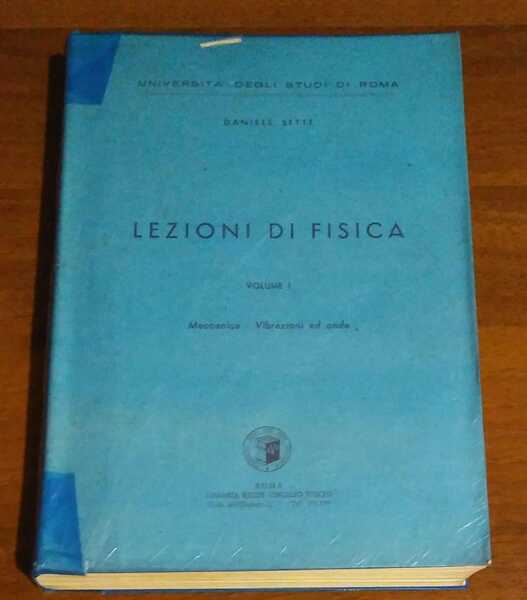 UNIVERSITÀ DEGLI STUDI DI ROMA
DANIELE SETTE
LEZIONI DI FISICA
VOLUME I
Meccanica - Vibrazioni ed onde
ROMA